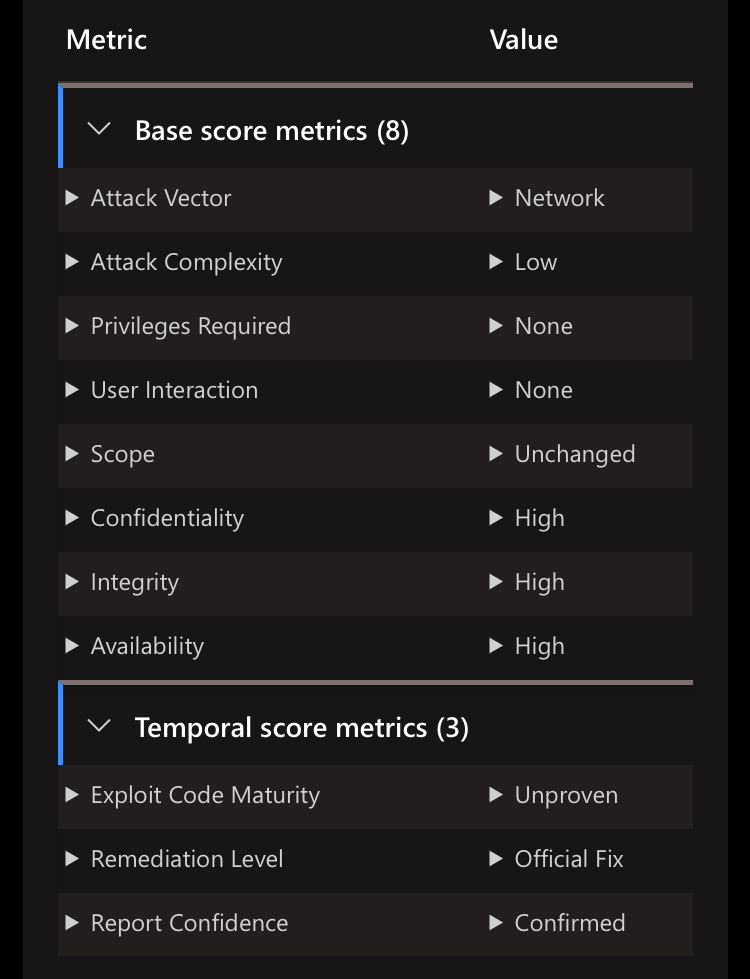 Metric Value
Base score metrics (8)
Attack Vector Network
Attack Complexity Low
Privileges Required None
User Interaction None
Scope Unchanged
Confidentiality High
Integrity High
Availability High
Temporal score metrics (3)
Exploit Code Maturity Unproven
Remediation Level Official Fix
Report Confidence Confirmed